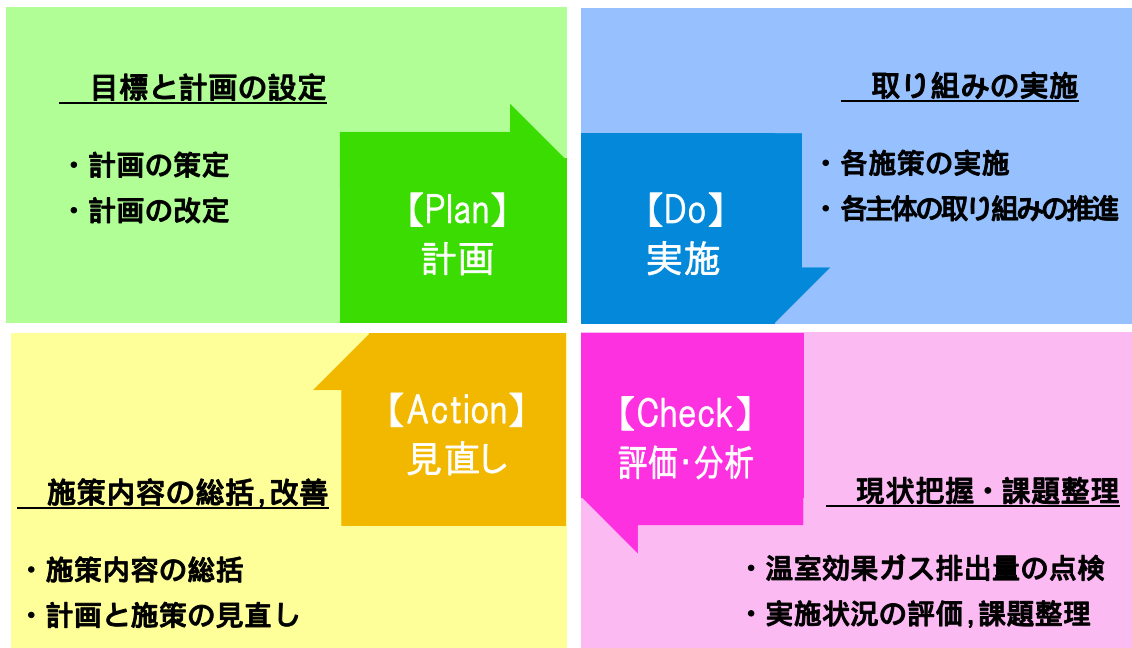 目標と計画の設定
・計画の策定
・計画の改定
【Plan】
計画
取り組みの実施
・各施策の実施
・各主体の取り組みの推進
【Do】
実施
【Action】
見直し
施策内容の総括,改善
・施策内容の総括
・計画と施策の見直し
【Check】
評価・分析
現状把握・課題整理
・温室効果ガス排出量の点検
・実施状況の評価,課題整理